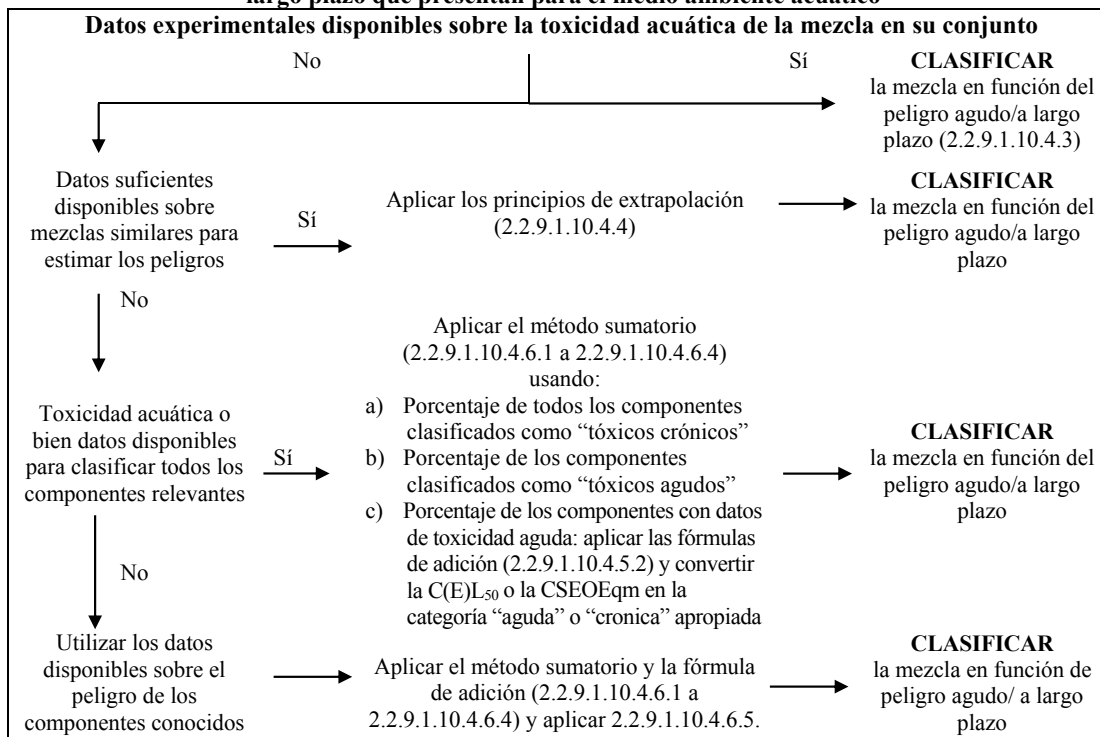 largo plazo que presentan para el medio ambiente acuático
Datos experimentales disponibles sobre la toxicidad acuática de la mezcla en su conjunto
No
Sí
CLASIFICAR
la mezcla en función del
peligro agudo/a largo
plazo (2.2.9.1.10.4.3)
Datos suficientes
disponibles sobre
mezclas similares para
estimar los peligros
Sí
Aplicar los principios de extrapolación
(2.2.9.1.10.4.4)
CLASIFICAR
la mezcla en función del
peligro agudo/a largo
plazo
No
Toxicidad acuática o
bien datos disponibles
para clasificar todos los
componentes relevantes
Sí
Aplicar el método sumatorio
(2.2.9.1.10.4.6.1 a 2.2.9.1.10.4.6.4)
usando:
a) Porcentaje de todos los componentes
clasificados como “tóxicos crónicos”
b) Porcentaje de los componentes
clasificados como “tóxicos agudos”
c) Porcentaje de los componentes con datos
de toxicidad aguda: aplicar las fórmulas
de adición (2.2.9.1.10.4.5.2) y convertir
la C(E)L50 o la CSEOEqm en la
categoría “aguda” o “cronica” apropiada
CLASIFICAR
la mezcla en función del
peligro agudo/a largo
plazo
No
Utilizar los datos
disponibles sobre el
peligro de los
componentes conocidos
Aplicar el método sumatorio y la fórmula
de adición (2.2.9.1.10.4.6.1 a
2.2.9.1.10.4.6.4) y aplicar 2.2.9.1.10.4.6.5.
CLASIFICAR
la mezcla en función de
peligro agudo/ a largo
plazo